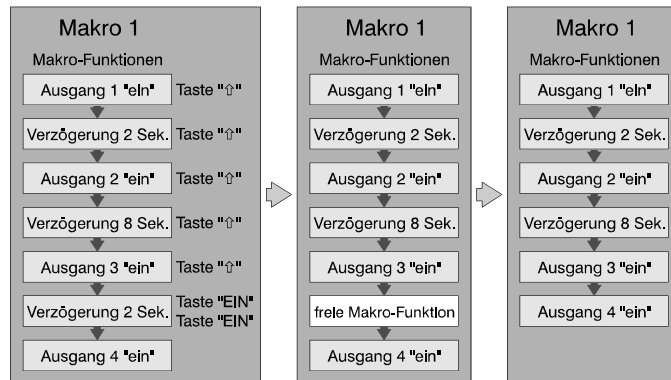 Makro 1
Makro-Funktionen
Ausgang 1 "ein" Taste "⇧"
Verzögerung 2 Sek. Taste "⇧"
Ausgang 2 "ein" Taste "⇧"
Verzögerung 8 Sek. Taste "⇧"
Ausgang 3 "ein" Taste "⇧"
Verzögerung 2 Sek. Taste "EIN"
Taste "EIN"
Ausgang 4 "ein"
Makro 1
Makro-Funktionen
Ausgang 1 "ein"
Verzögerung 2 Sek.
Ausgang 2 "ein"
Verzögerung 8 Sek.
Ausgang 3 "ein"
freie Makro-Funktion
Ausgang 4 "ein"
Makro 1
Makro-Funktionen
Ausgang 1 "ein"
Verzögerung 2 Sek.
Ausgang 2 "ein"
Verzögerung 8 Sek.
Ausgang 3 "ein"
Ausgang 4 "ein"